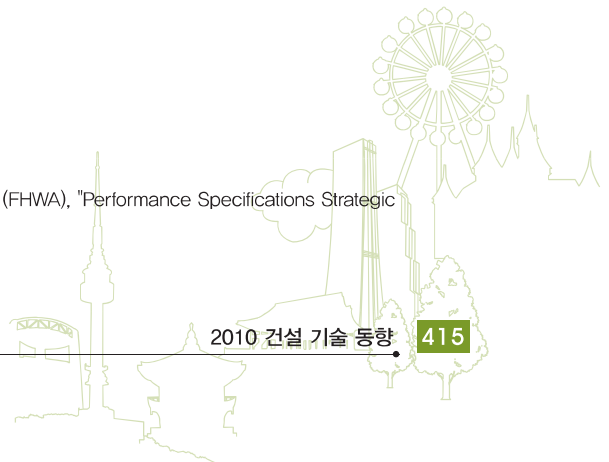 (FHWA), "Performance Specifications Strategic
2010 건설 기술 동향 415